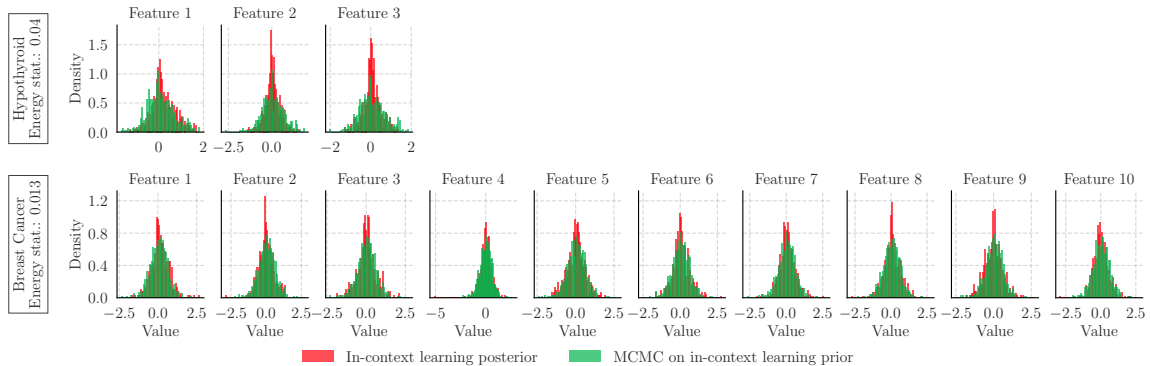 Hypothyroid
Energy stat.: 0.04
Feature 1
Feature 2
Feature 3
Density
1.5
1.0
0.5
0.0
0
2
−2.5
0.0
−2
0
2
Breast Cancer
Energy stat.: 0.013
Feature 1
Feature 2
Feature 3
Feature 4
Feature 5
Feature 6
Feature 7
Feature 8
Feature 9
Feature 10
Density
1.2
0.8
0.4
0.0
−2.5
0.0
2.5
−2.5
0.0
2.5
−2.5
0.0
2.5
−5
0
−2.5
0.0
2.5
−2.5
0.0
2.5
−2.5
0.0
2.5
−2.5
0.0
2.5
−2.5
0.0
2.5
−2.5
0.0
2.5
Value
Value
Value
Value
Value
Value
Value
Value
Value
Value
In-context learning posterior
MCMC on in-context learning prior